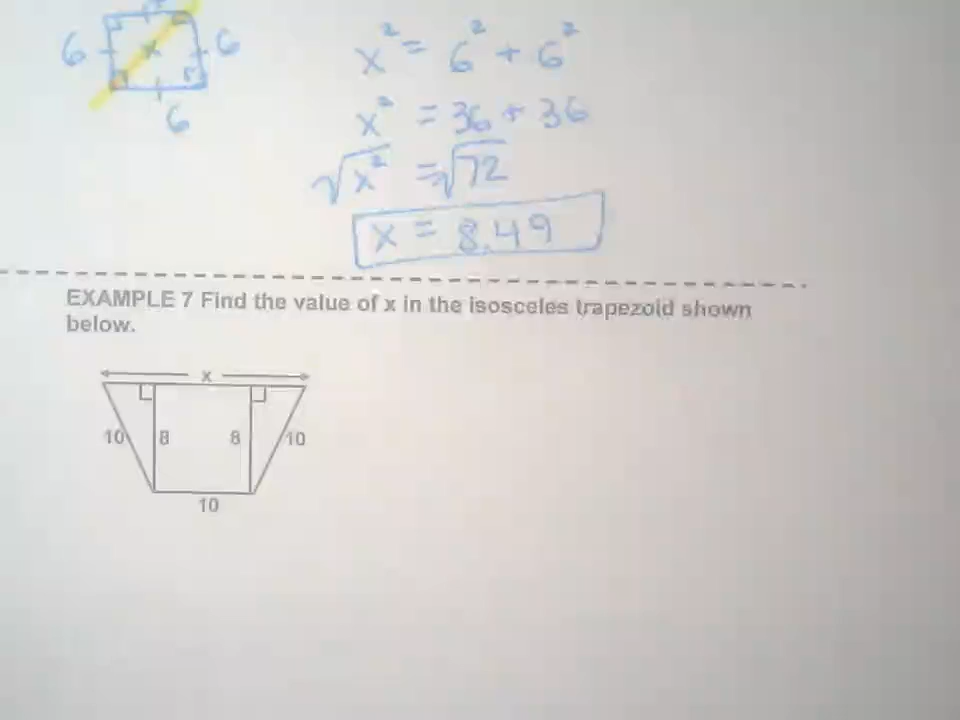 6 x 6
6
x² = 6² + 6²
x² = 36 + 36
√x² = √72
x = 8.49
EXAMPLE 7 Find the value of x in the isosceles trapezoid shown
below.
x
10 8 8 10
10